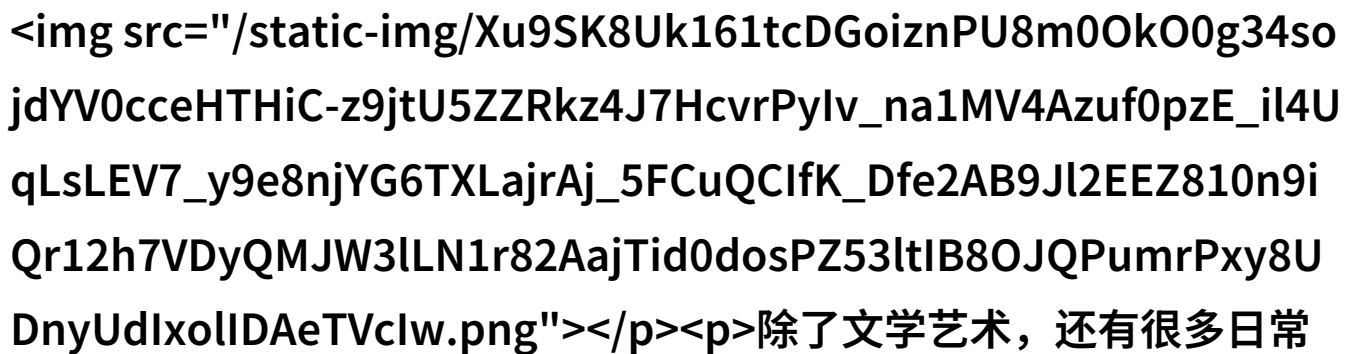 <img src="/static-img/Xu9SK8Uk161tcDGoiznPU8m0OkO0g34so
jdYV0cceHTHiC-z9jtU5ZZRkz4J7HcvrPyIv_na1MV4Azuf0pzE_il4U
qLsLEV7_y9e8njYG6TXLajrAj_5FCuQCIfK_Dfe2AB9Jl2EEZ810n9i
Qr12h7VDyQMJW3lLN1r82AajTid0dosPZ53ltIB8OJQPumrPxy8U
DnyUdIxolIDAeTVcIw.png"></p><p>除了文学艺术，还有很多日常